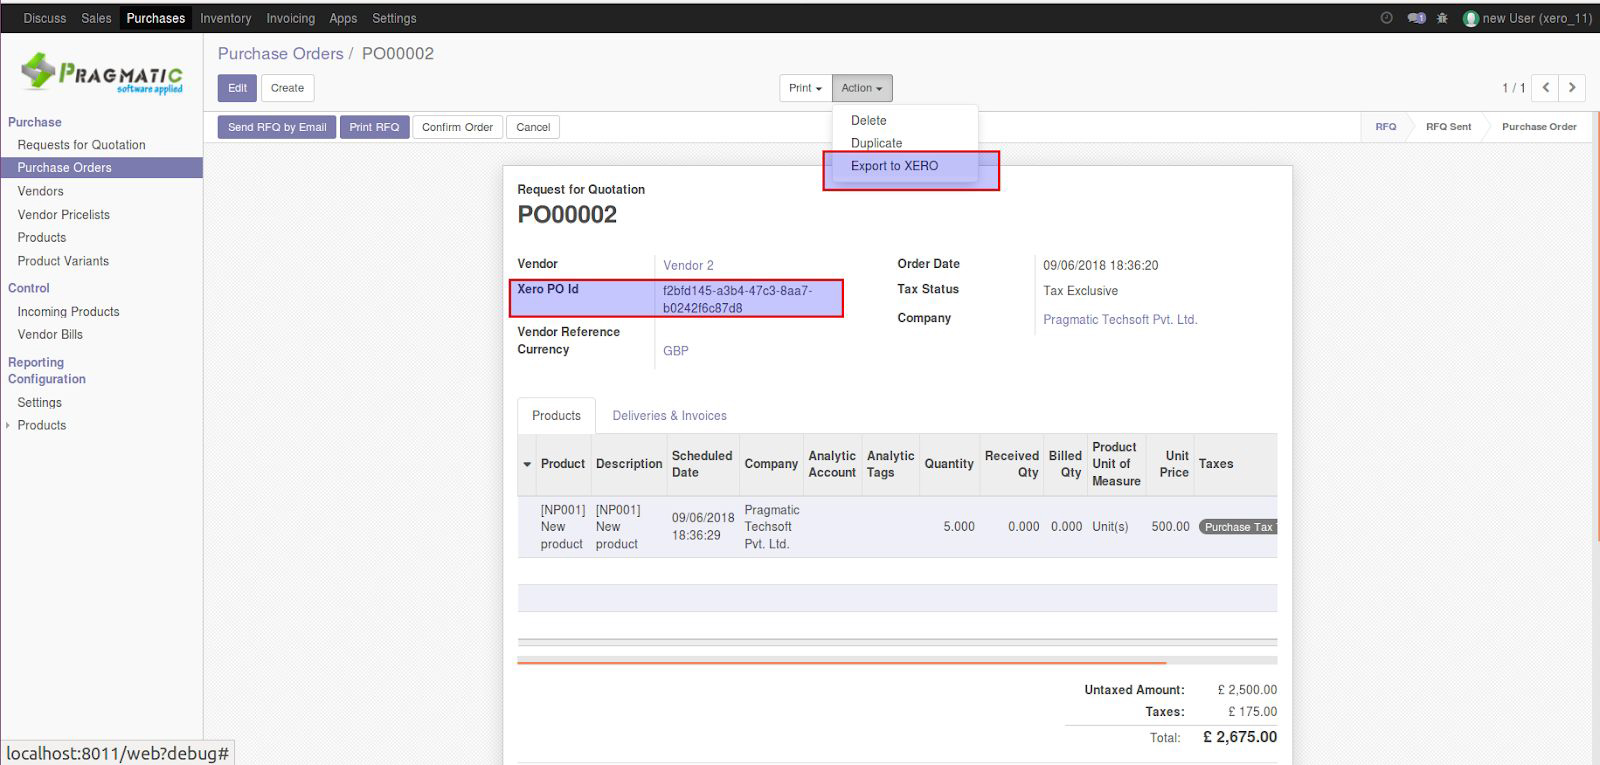 Discuss Sales Purchases Inventory Invoicing Apps Settings
1 new User (xero_11)
PRAGMATIC
software applied
Purchase Orders / PO00002
Edit Create
Print Action
1 / 1
Send RFQ by Email Print RFQ Confirm Order Cancel
RFQ RFQ Sent Purchase Order
Delete
Duplicate
Export to XERO
Purchase
Requests for Quotation
Purchase Orders
Vendors
Vendor Pricelists
Products
Product Variants
Control
Incoming Products
Vendor Bills
Reporting
Configuration
Settings
Products
Request for Quotation
PO00002
Vendor Vendor 2
Xero PO Id f2bfd145-a3b4-47c3-8aa7-
b0242f6c87d8
Vendor Reference
Currency GBP
Order Date 09/06/2018 18:36:20
Tax Status Tax Exclusive
Company Pragmatic Techsoft Pvt. Ltd.
Products Deliveries & Invoices
Product Description Scheduled Date Company Analytic Account Analytic Tags Quantity Received Qty Billed Qty Product Unit of Measure Unit Price Taxes
[NP001] New product [NP001] New product 09/06/2018 18:36:29 Pragmatic Techsoft Pvt. Ltd. 5.000 0.000 0.000 Unit(s) 500.00 Purchase Tax
Untaxed Amount: £ 2,500.00
Taxes: £ 175.00
Total: £ 2,675.00
localhost:8011/web?debug#